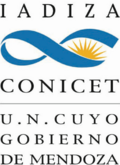 IADIZA
CONICET
U.N.CUYO
GOBIERNO
DE MENDOZA